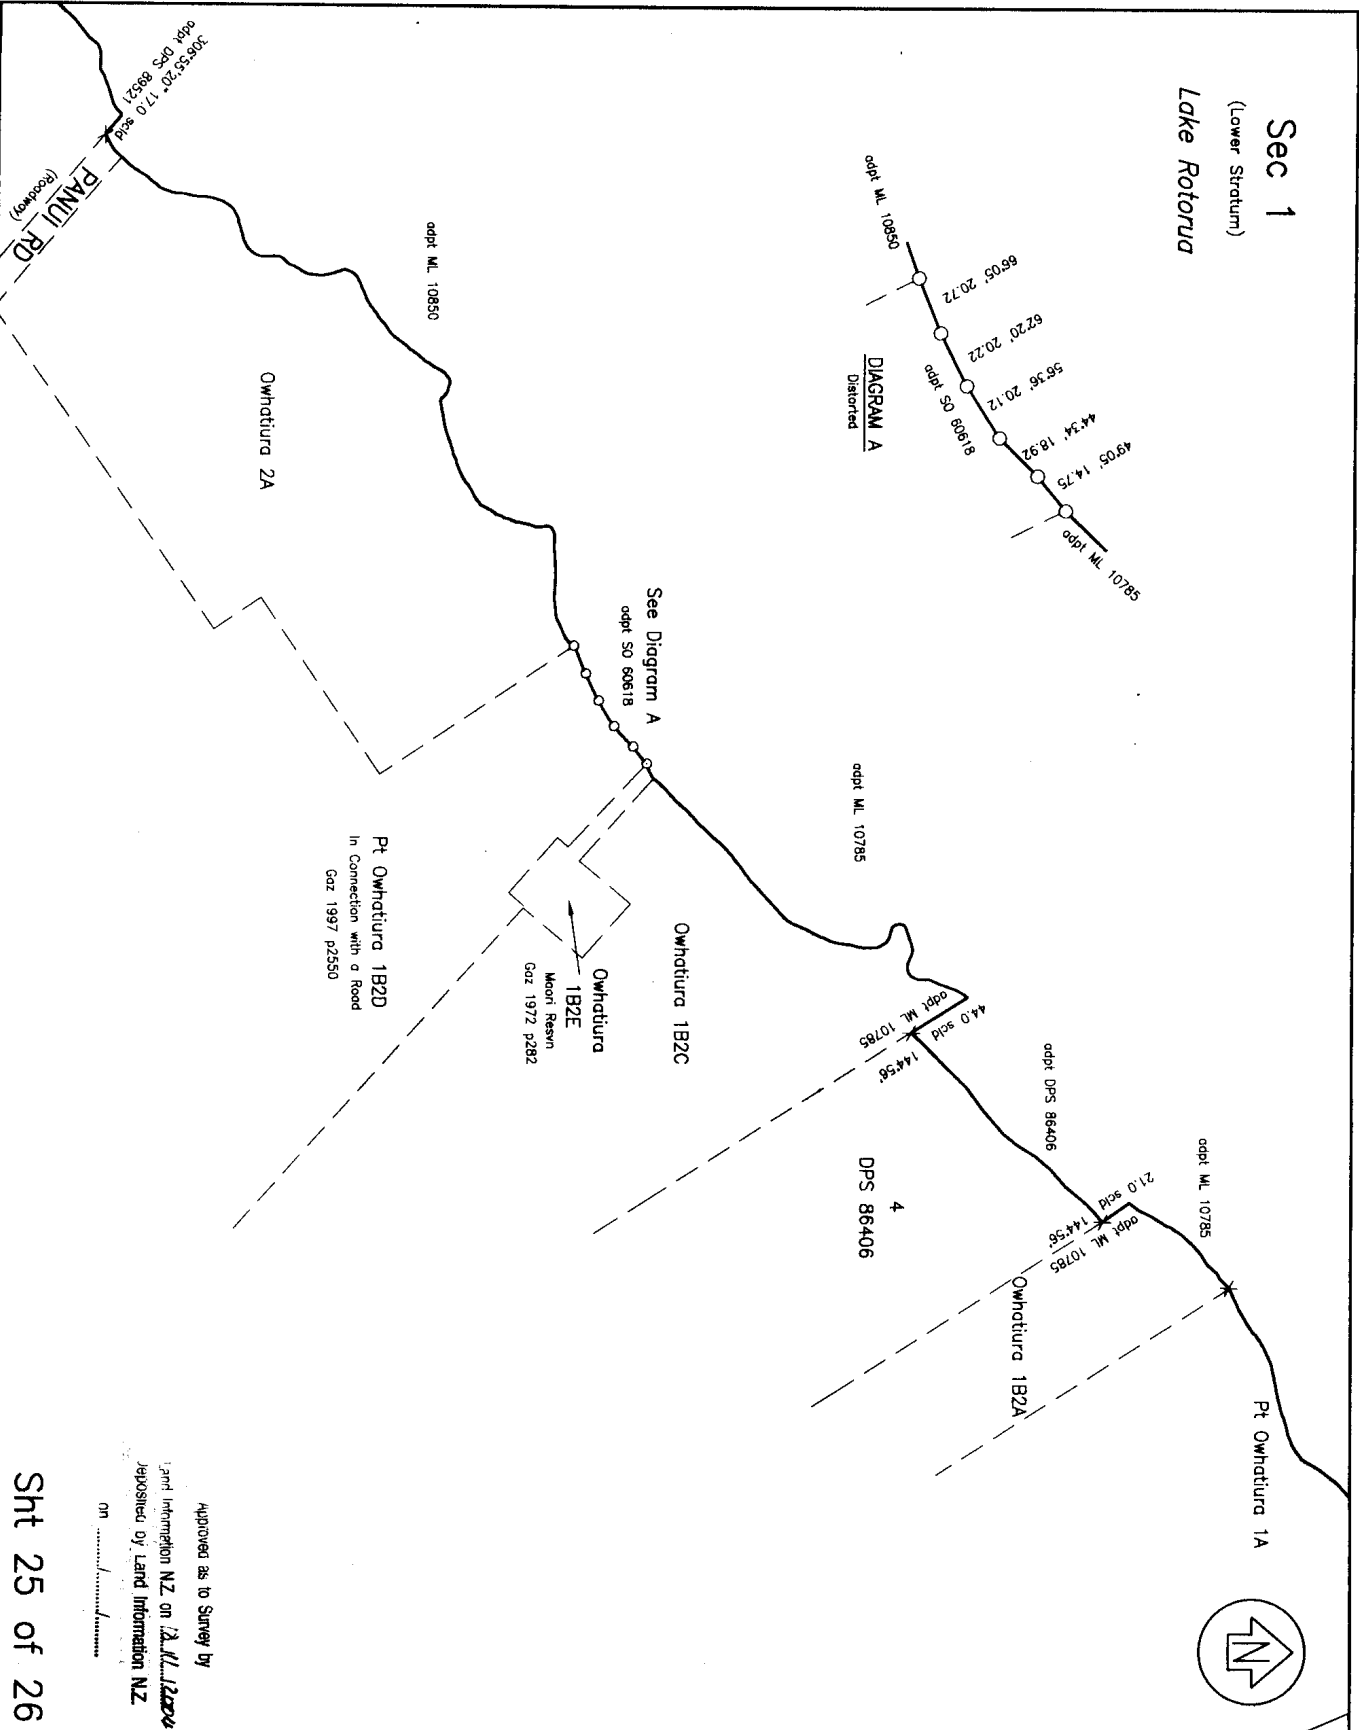 Sec 1
(Lower Stratum)
Lake Rotorua
adpt ML 10850
66°05' 20.72
62°20' 20.22
56°36' 20.12
44°34' 18.92
49°05' 14.75
adpt SO 60618
adpt ML 10785
DIAGRAM A
Distorted
306°55'20" 17.0 scld
adpt DPS 89521
PANUI RD
(Roadway)
adpt ML 10850
Owhatiura 2A
See Diagram A
adpt SO 60618
adpt ML 10785
Pt Owhatiura 1B2D
In Connection with a Road
Gaz 1997 p2550
Owhatiura
1B2E
Maori Resvn
Gaz 1972 p282
Owhatiura 1B2C
44.0 scld
adpt ML 10785
144°56'
adpt DPS 86406
4
DPS 86406
21.0 scld
144°56'
adpt ML 10785
adpt ML 10785
Owhatiura 1B2A
Pt Owhatiura 1A
N
Approved as to Survey by
Land Information N.Z. on
Deposited by Land Information N.Z.
on ......../......../........
Sht 25 of 26